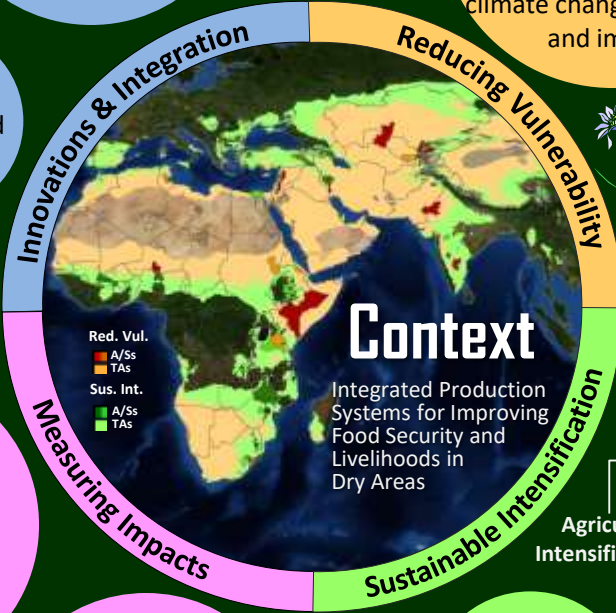 climate chang
and im
Innovations & Integration
Reducing Vulnerability
d
Red. Vul.
A/Ss
TAs
Sus. Int.
A/Ss
TAs
Context
Integrated Production
Systems for Improving
Food Security and
Livelihoods in
Dry Areas
Measuring Impacts
Sustainable Intensification
Agricu
Intensifi